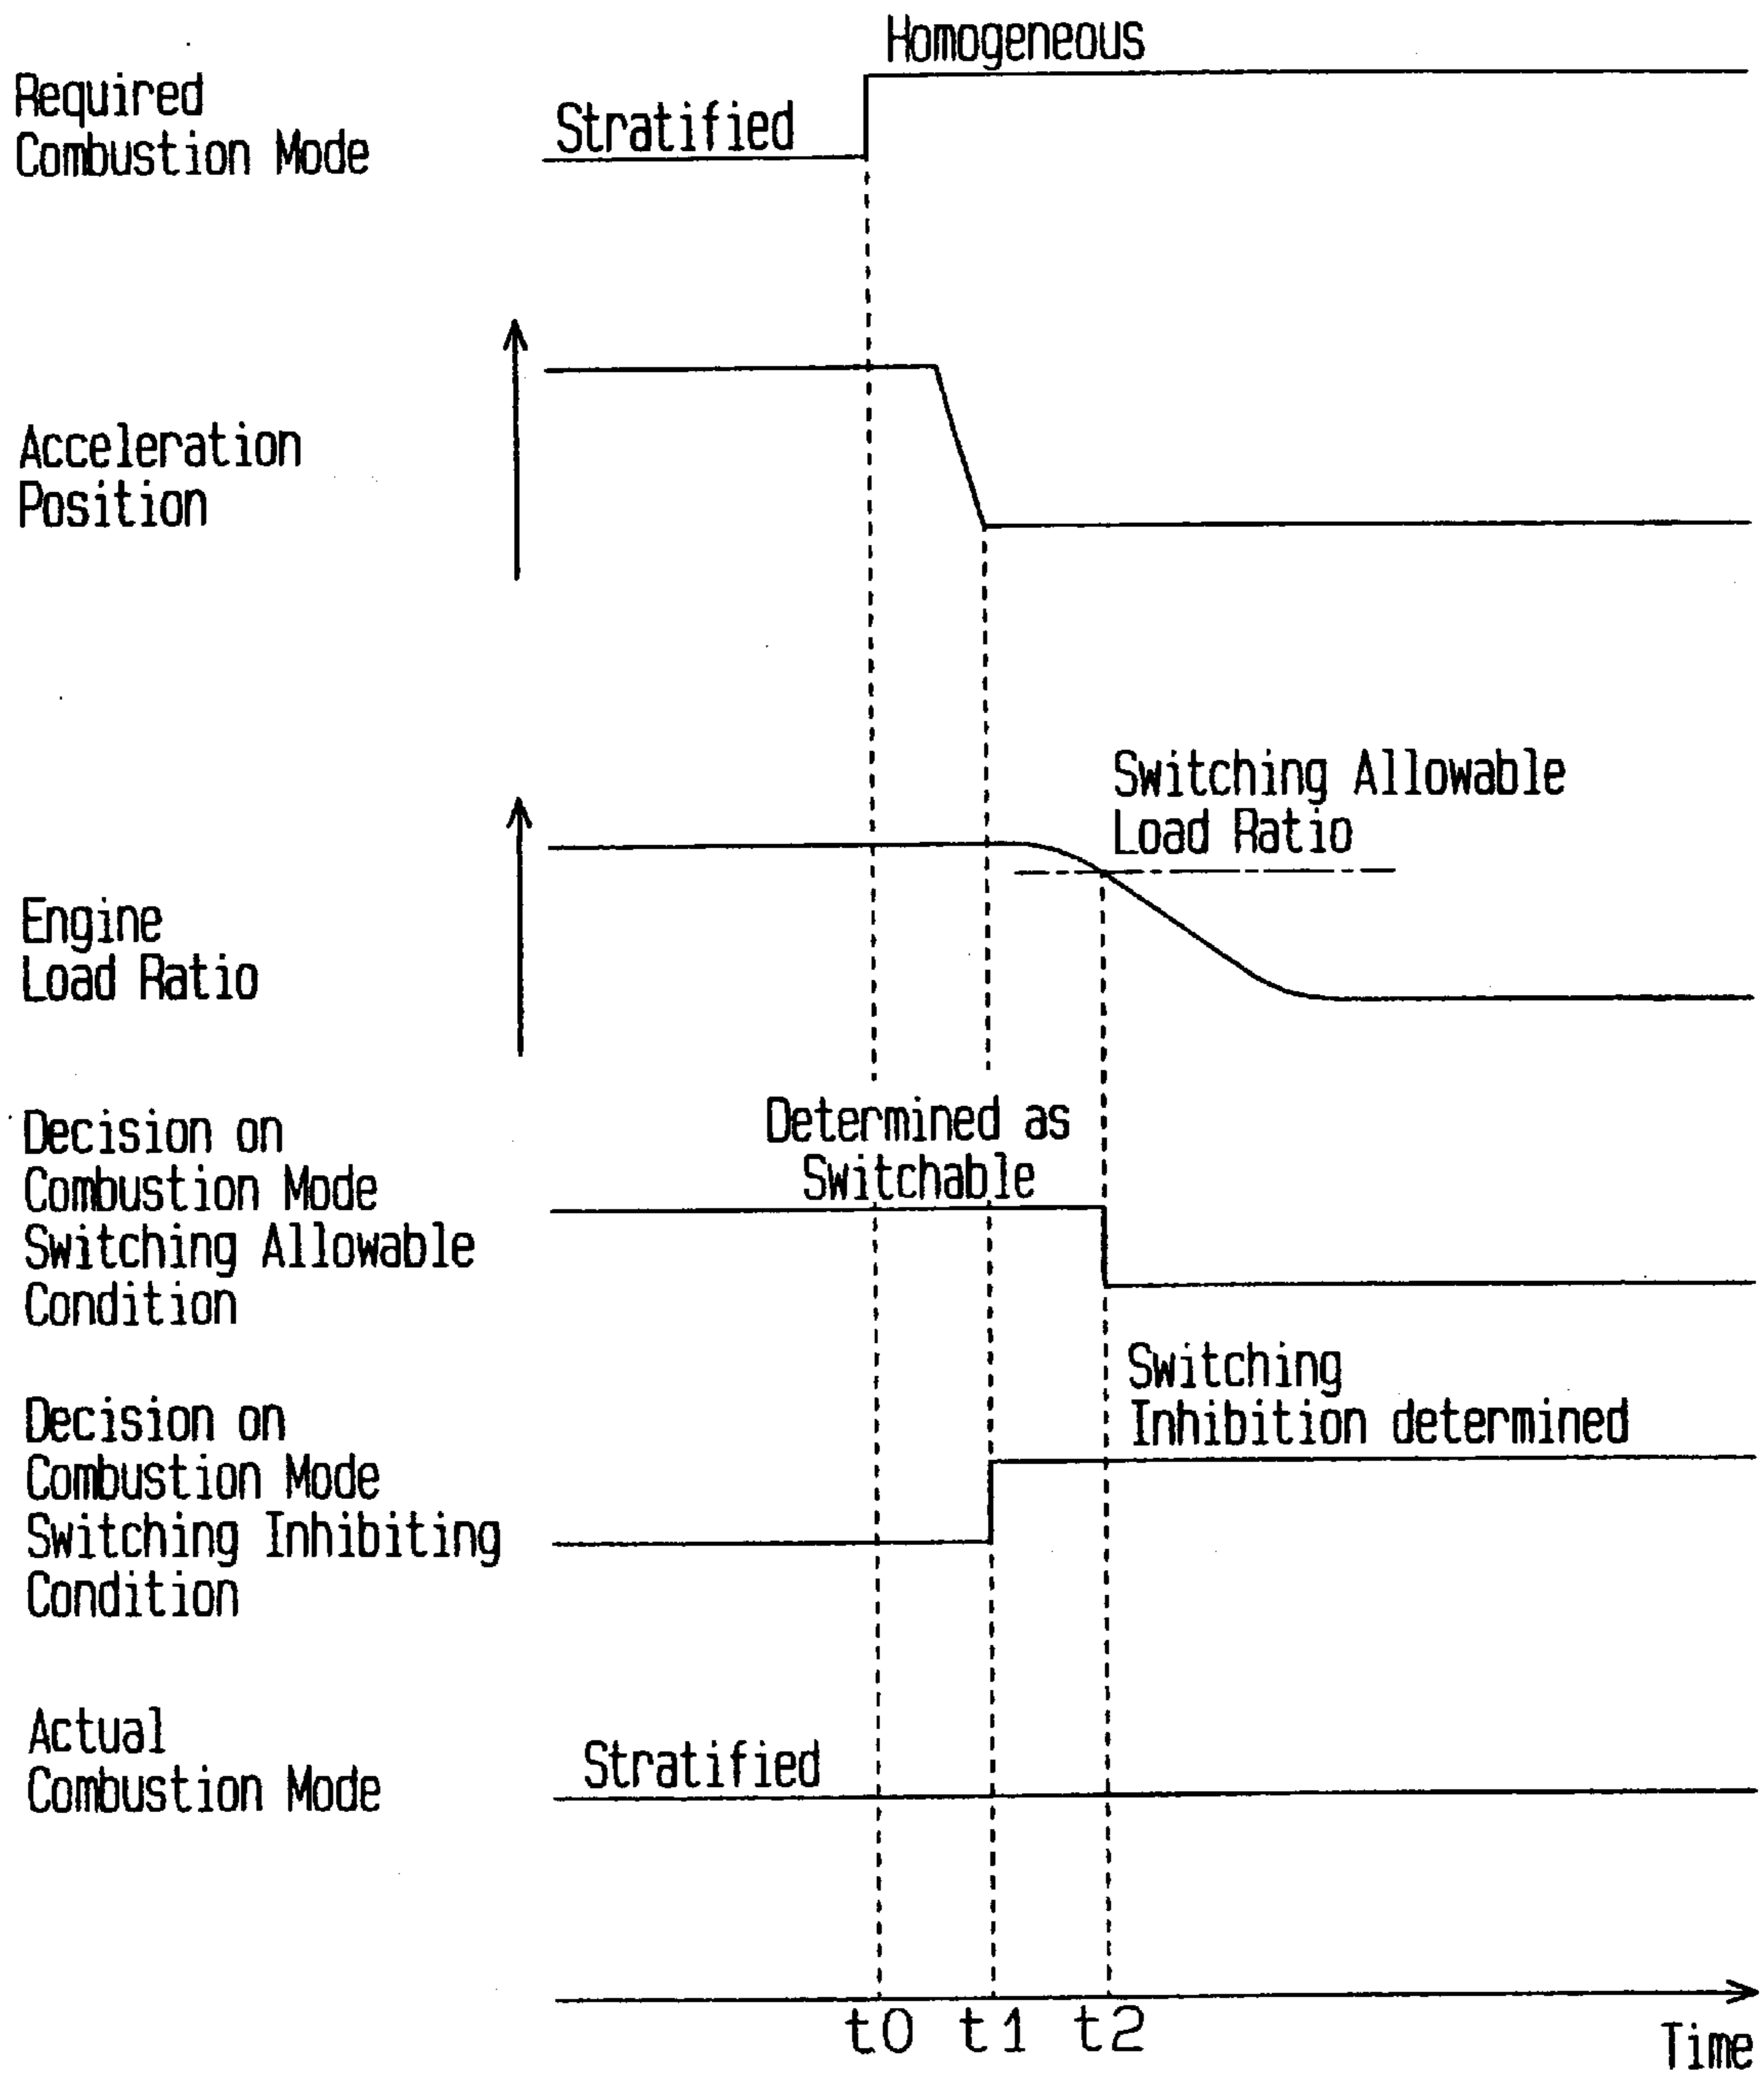 Homogeneous
Required
Combustion Mode
Stratified
Acceleration
Position
Switching Allowable
Load Ratio
Engine
Load Ratio
Determined as
Switchable
Decision on
Combustion Mode
Switching Allowable
Condition
Switching
Inhibition determined
Decision on
Combustion Mode
Switching Inhibiting
Condition
Actual
Combustion Mode
Stratified
t0 t1 t2
Time